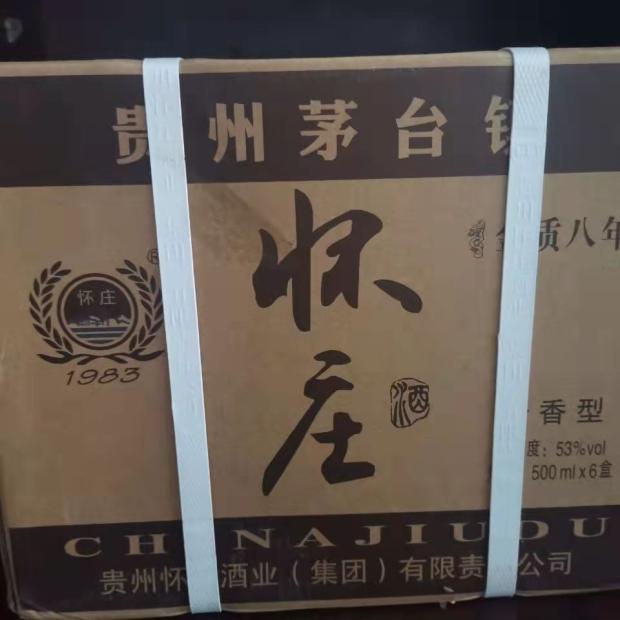 贵州茅台镇
怀庄
1983
®
怀
庄
酒
质八年
香型
度: 53%vol
500ml x 6盒
CH NAJIUDU
贵州怀 酒业(集团)有限责 公司